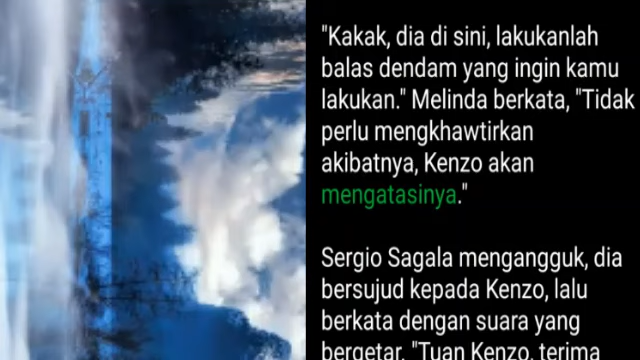 "Kakak, dia di sini, lakukanlah
balas dendam yang ingin kamu
lakukan." Melinda berkata, "Tidak
perlu mengkhawtirkan
akibatnya, Kenzo akan
mengatasinya."
Sergio Sagala mengangguk, dia
bersujud kepada Kenzo, lalu
berkata dengan suara yang
bergetar, "Tuan Kenzo, terima